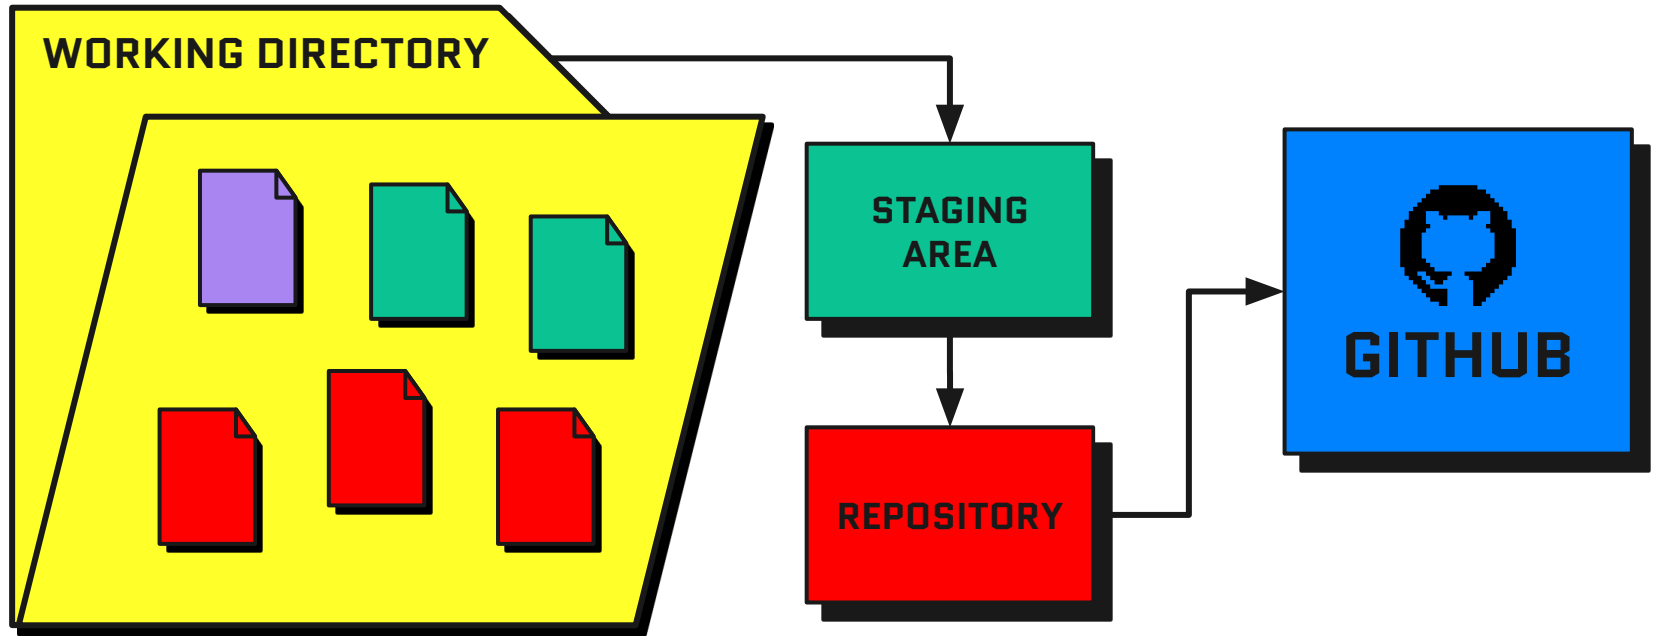 WORKING DIRECTORY
STAGING
AREA
REPOSITORY
GITHUB